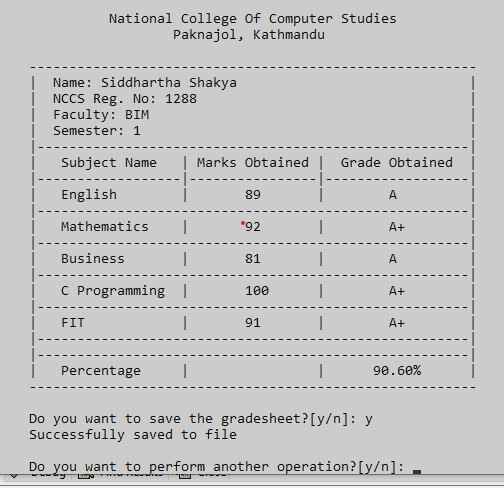 National College Of Computer Studies
Paknajol, Kathmandu
Name: Siddhartha Shakya
NCCS Reg. No: 1288
Faculty: BIM
Semester: 1
Subject Name | Marks Obtained | Grade Obtained
English | 89 | A
Mathematics | 92 | A+
Business | 81 | A
C Programming | 100 | A+
FIT | 91 | A+
Percentage | | 90.60%
Do you want to save the gradesheet?[y/n]: y
Successfully saved to file
Do you want to perform another operation?[y/n]: